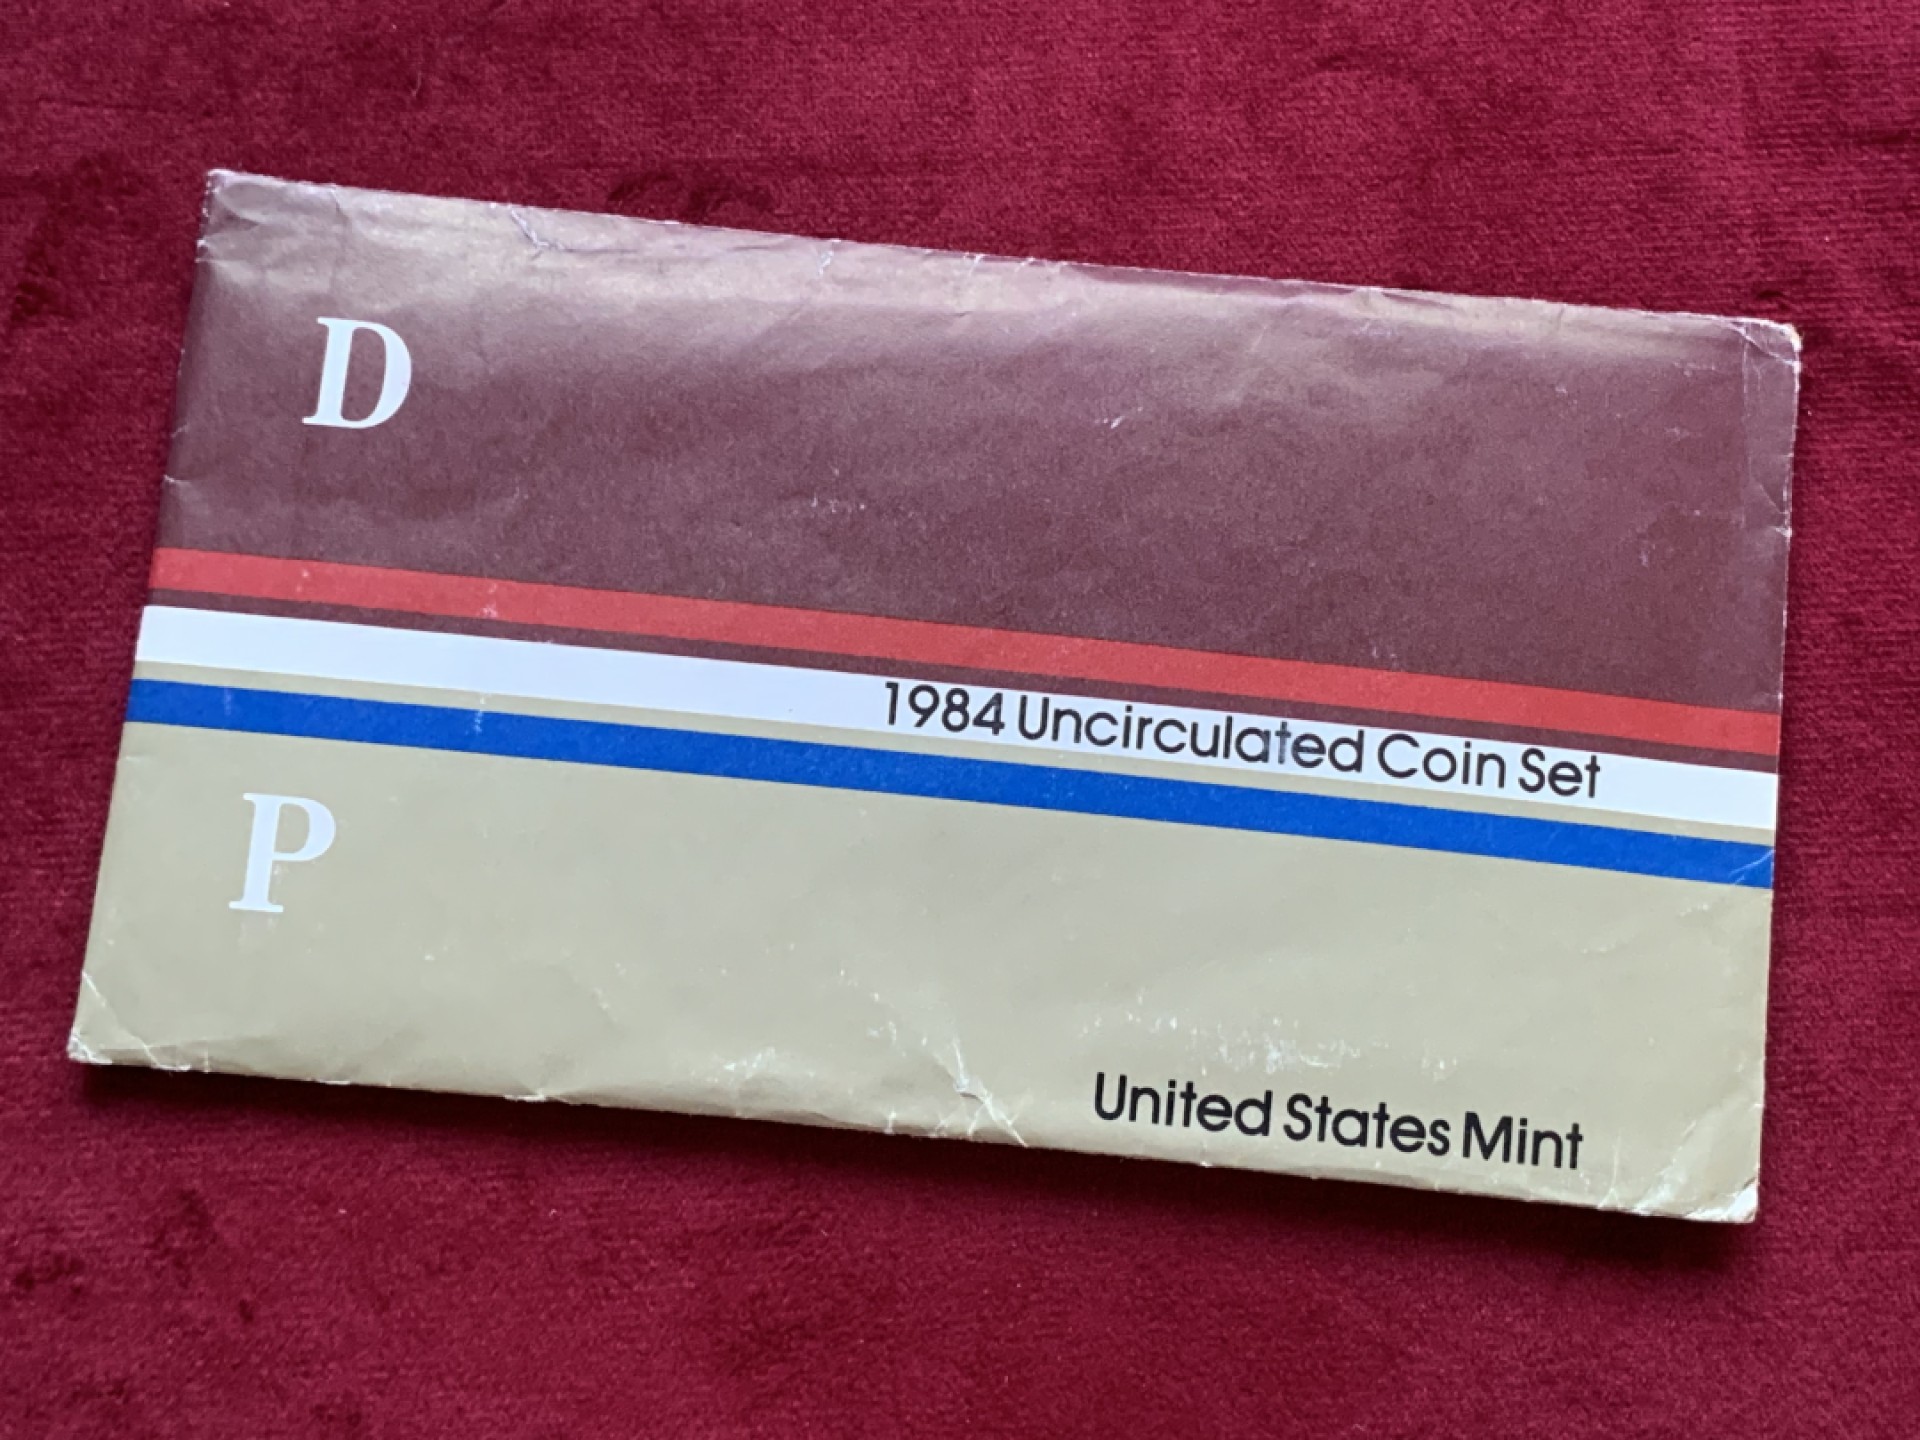 D
1984 Uncirculated Coin Set
P
United States Mint